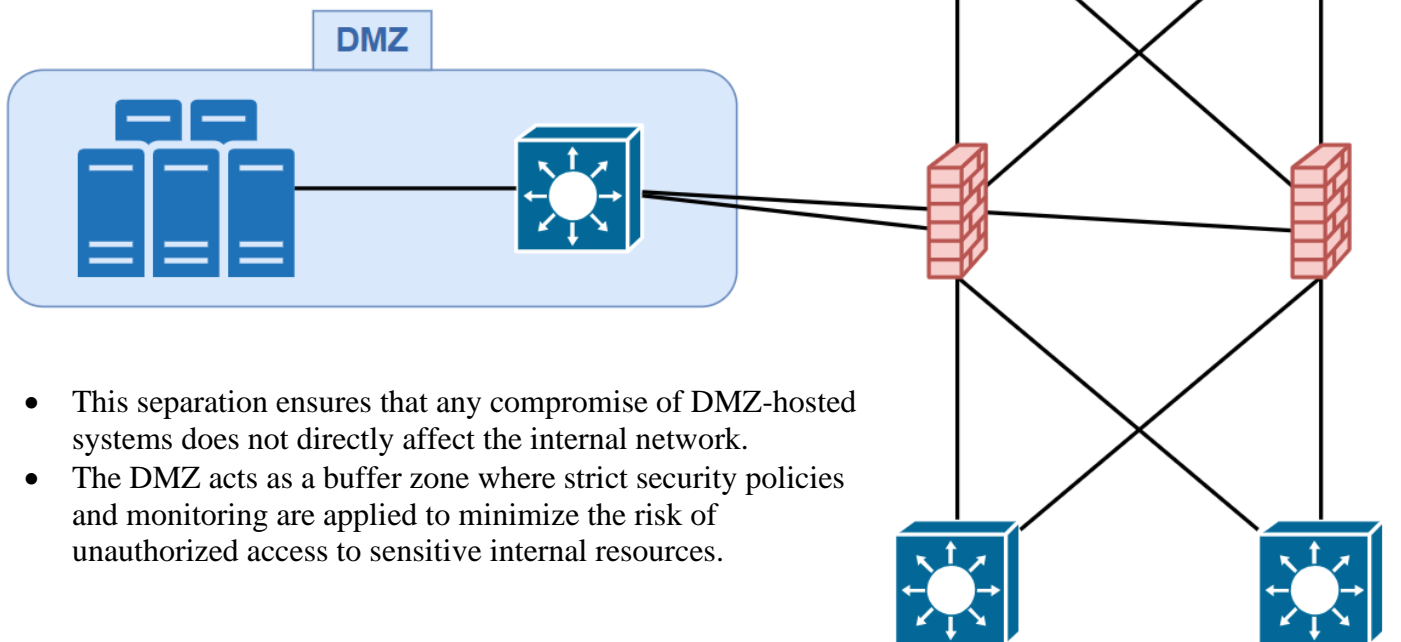 DMZ
• This separation ensures that any compromise of DMZ-hosted
systems does not directly affect the internal network.
• The DMZ acts as a buffer zone where strict security policies
and monitoring are applied to minimize the risk of
unauthorized access to sensitive internal resources.